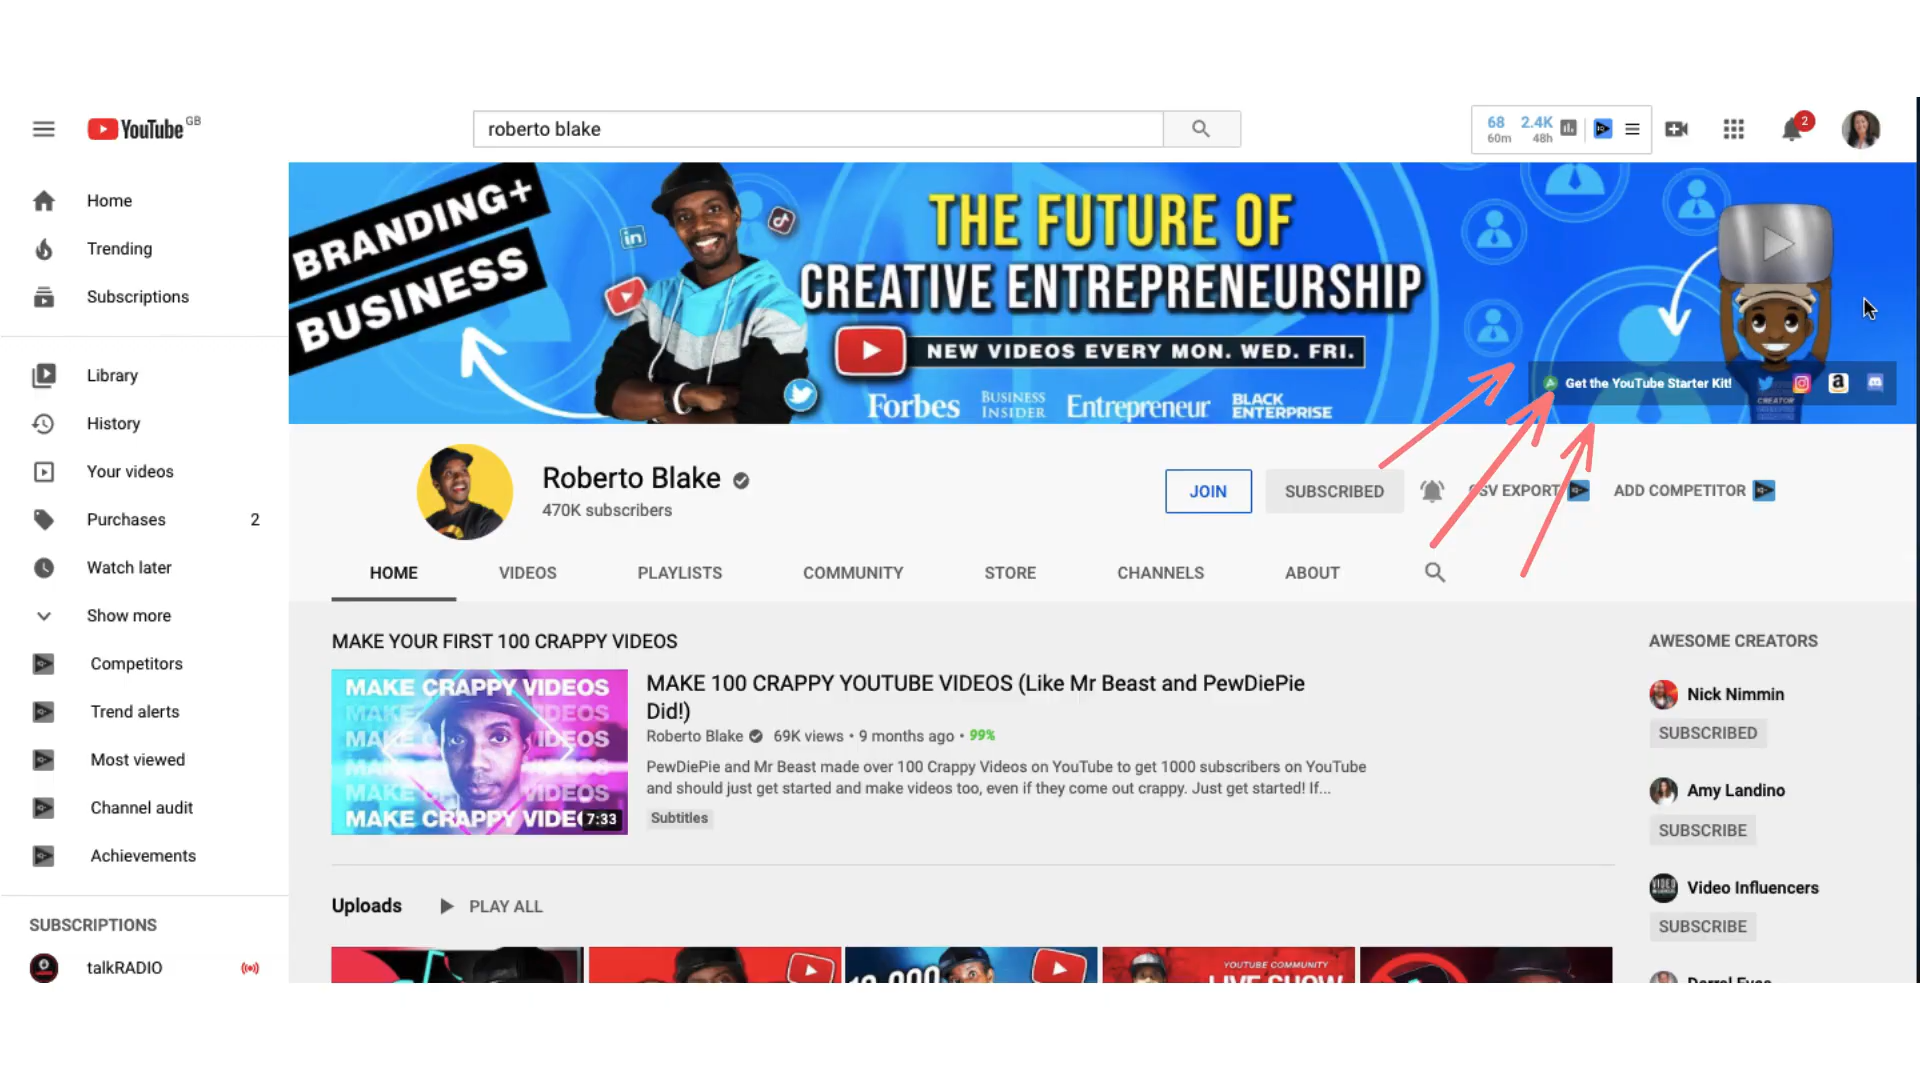 YouTube GB
roberto blake
68
60m
2.4K
48h
2
Home
Trending
Subscriptions
Library
History
Your videos
Purchases 2
Watch later
Show more
Competitors
Trend alerts
Most viewed
Channel audit
Achievements
SUBSCRIPTIONS
talkRADIO
BRANDING+
BUSINESS
in
THE FUTURE OF
CREATIVE ENTREPRENEURSHIP
NEW VIDEOS EVERY MON. WED. FRI.
Forbes
BUSINESS
INSIDER
Entrepreneur
BLACK
ENTERPRISE
Get the YouTube Starter Kit!
a
CREATOR
Roberto Blake
470K subscribers
JOIN
SUBSCRIBED
CSV EXPORT
ADD COMPETITOR
HOME
VIDEOS
PLAYLISTS
COMMUNITY
STORE
CHANNELS
ABOUT
MAKE YOUR FIRST 100 CRAPPY VIDEOS
MAKE CRAPPY VIDEOS
MAKE CRAPPY VIDE
7:33
MAKE 100 CRAPPY YOUTUBE VIDEOS (Like Mr Beast and PewDiePie
Did!)
Roberto Blake 69K views • 9 months ago • 99%
PewDiePie and Mr Beast made over 100 Crappy Videos on YouTube to get 1000 subscribers on YouTube
and should just get started and make videos too, even if they come out crappy. Just get started! If...
Subtitles
Uploads
PLAY ALL
YOUTUBE COMMUNITY
LIVE SHOW
AWESOME CREATORS
Nick Nimmin
SUBSCRIBED
Amy Landino
SUBSCRIBE
Video Influencers
SUBSCRIBE